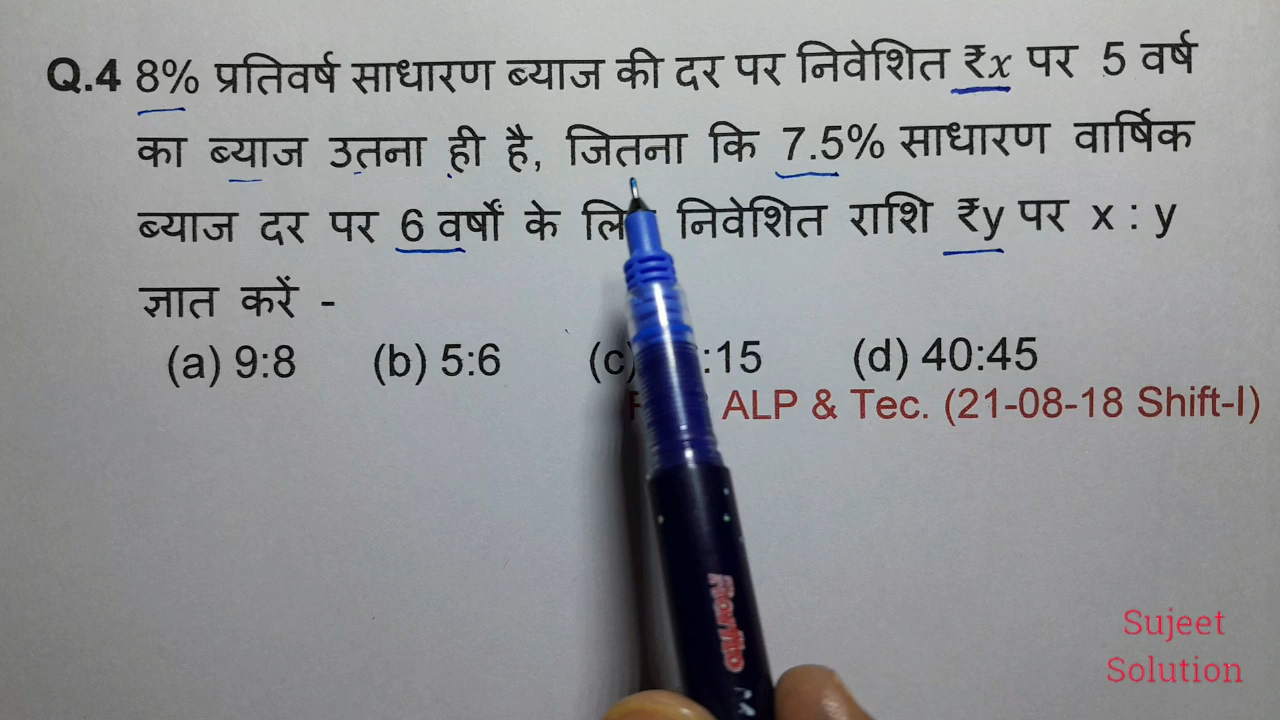 Q.4 8% प्रतिवर्ष साधारण ब्याज की दर पर निवेशित ₹x पर 5 वर्ष
का ब्याज उतना ही है, जितना कि 7.5% साधारण वार्षिक
ब्याज दर पर 6 वर्षों के निवेशित राशि ₹y पर x : y
ज्ञात करें -
(a) 9:8 (b) 5:6 (c) :15 (d) 40:45
ALP & Tec. (21-08-18 Shift-I)
Sujeet
Solution